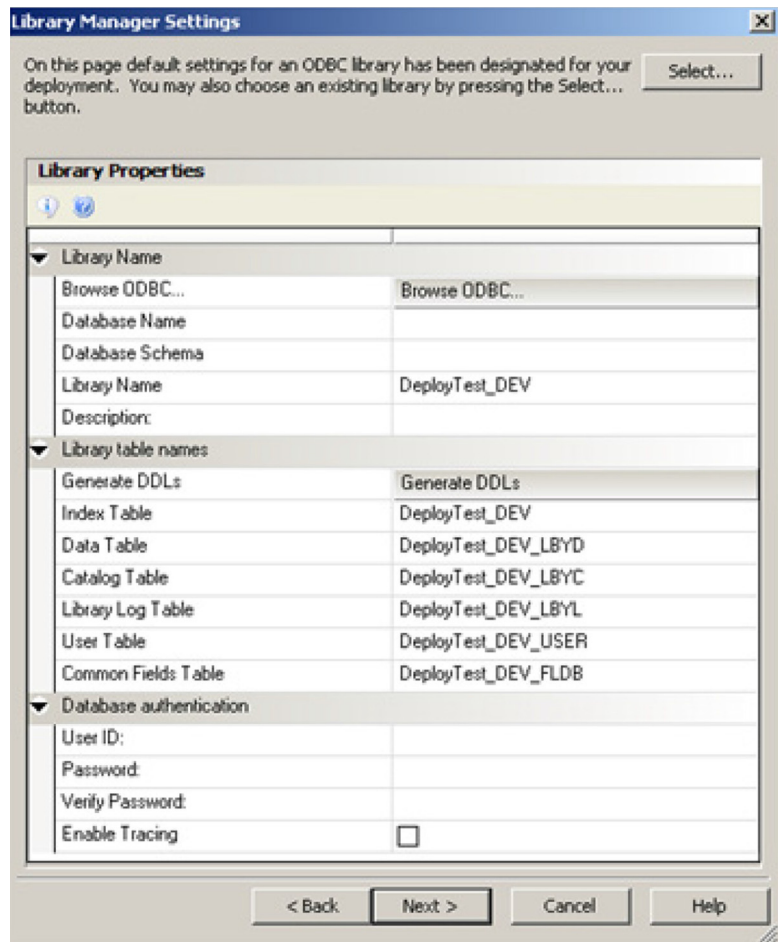 Library Manager Settings
On this page default settings for an ODBC library has been designated for your
deployment.  You may also choose an existing library by pressing the Select...
button.
Select...
Library Properties
Library Name
Browse ODBC... Browse ODBC...
Database Name
Database Schema
Library Name DeployTest_DEV
Description:
Library table names
Generate DDLs Generate DDLs
Index Table DeployTest_DEV
Data Table DeployTest_DEV_LBYD
Catalog Table DeployTest_DEV_LBYC
Library Log Table DeployTest_DEV_LBYL
User Table DeployTest_DEV_USER
Common Fields Table DeployTest_DEV_FLDB
Database authentication
User ID:
Password:
Verify Password:
Enable Tracing
< Back Next > Cancel Help